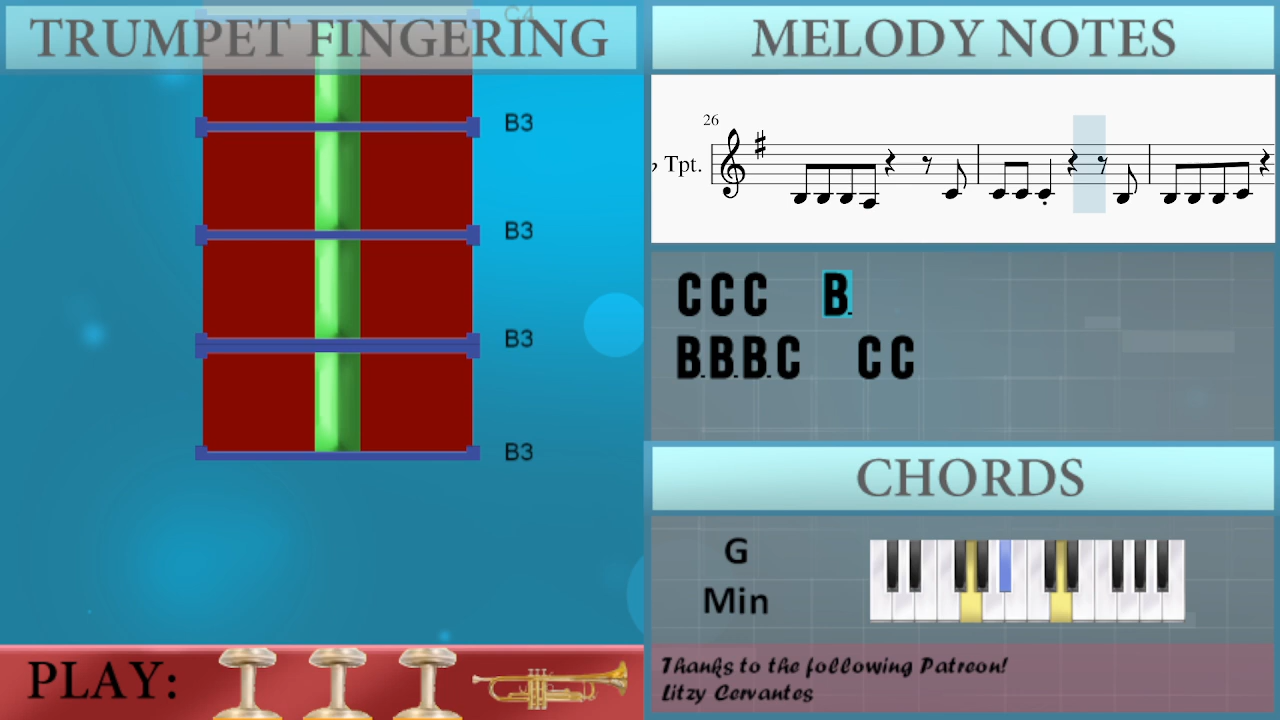 C4
TRUMPET FINGERING
B3
B3
B3
B3
PLAY:
MELODY NOTES
26
Tpt.
C C C B.
B.B.B.C C C
CHORDS
G
Min
Thanks to the following Patreon!
Litzy Cervantes